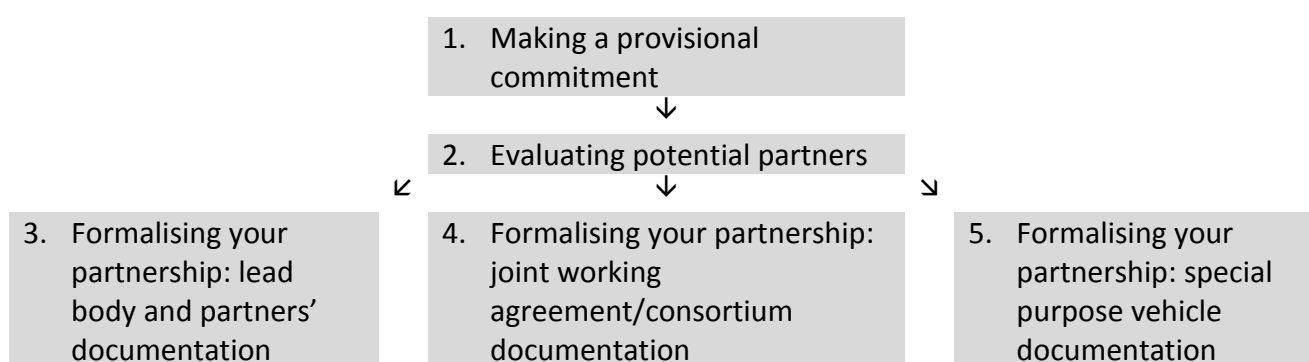 1. Making a provisional
commitment
↓
2. Evaluating potential partners
↙ ↓ ↘
3. Formalising your
partnership: lead
body and partners’
documentation
4. Formalising your partnership:
joint working
agreement/consortium
documentation
5. Formalising your
partnership: special
purpose vehicle
documentation